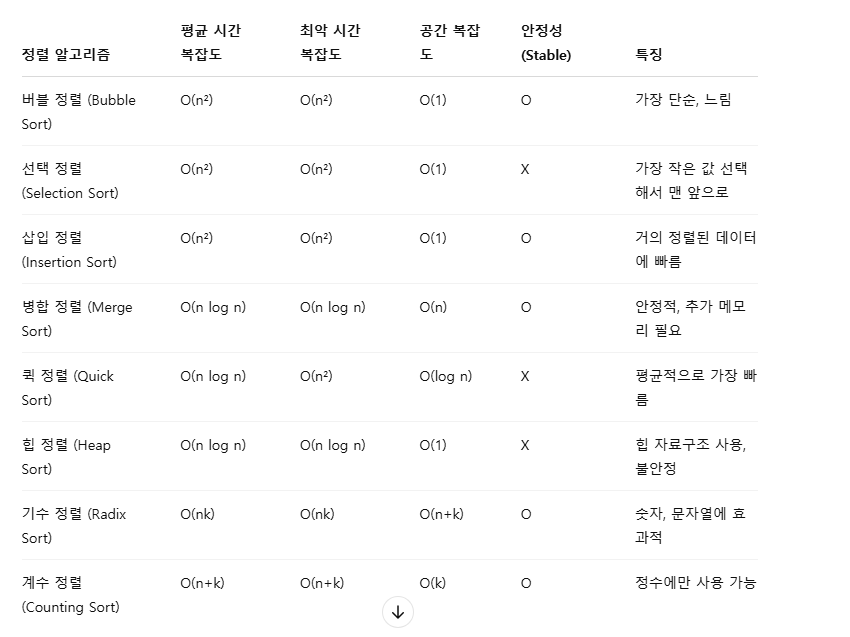 정렬 알고리즘 평균 시간 복잡도 최악 시간 복잡도 공간 복잡도 안정성 (Stable) 특징
버블 정렬 (Bubble Sort) O(n²) O(n²) O(1) O 가장 단순, 느림
선택 정렬 (Selection Sort) O(n²) O(n²) O(1) X 가장 작은 값 선택해서 맨 앞으로
삽입 정렬 (Insertion Sort) O(n²) O(n²) O(1) O 거의 정렬된 데이터에 빠름
병합 정렬 (Merge Sort) O(n log n) O(n log n) O(n) O 안정적, 추가 메모리 필요
퀵 정렬 (Quick Sort) O(n log n) O(n²) O(log n) X 평균적으로 가장 빠름
힙 정렬 (Heap Sort) O(n log n) O(n log n) O(1) X 힙 자료구조 사용, 불안정
기수 정렬 (Radix Sort) O(nk) O(nk) O(n+k) O 숫자, 문자열에 효과적
계수 정렬 (Counting Sort) O(n+k) O(n+k) O(k) O 정수에만 사용 가능